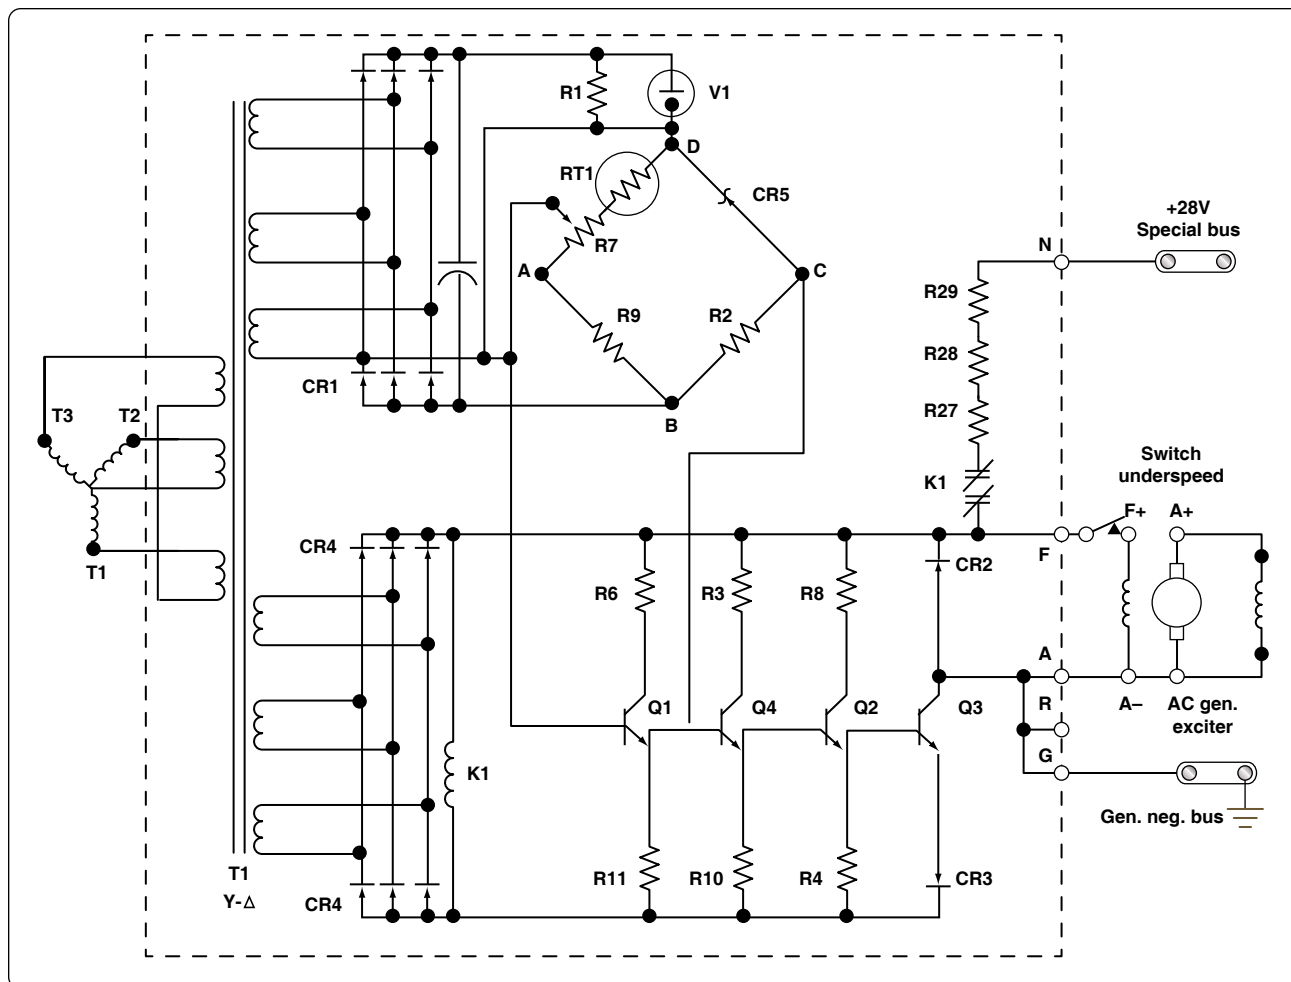 R1
V1
D
RT1
CR5
R7
A
C
R9
R2
B
CR1
+28V
Special bus
N
R29
R28
R27
K1
T3
T2
T1
Switch
underspeed
F+
A+
F
CR4
CR2
R6
R3
R8
A
R
G
A–
AC gen.
exciter
Q1
Q4
Q2
Q3
K1
Gen. neg. bus
R11
R10
R4
CR3
T1
Y-Δ
CR4